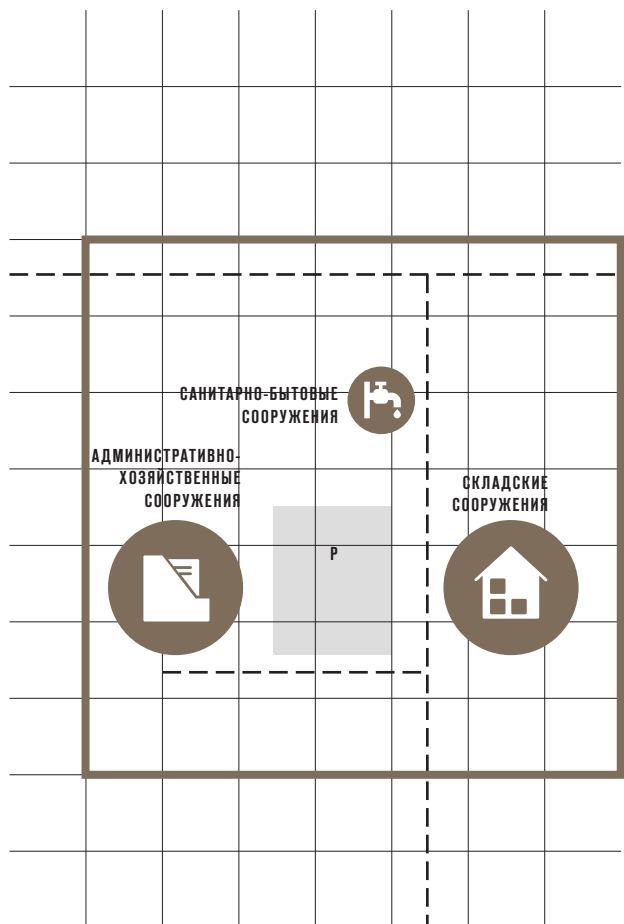 САНИТАРНО-БЫТОВЫЕ
СООРУЖЕНИЯ
АДМИНИСТРАТИВНО-
ХОЗЯЙСТВЕННЫЕ
СООРУЖЕНИЯ
СКЛАДСКИЕ
СООРУЖЕНИЯ
Р